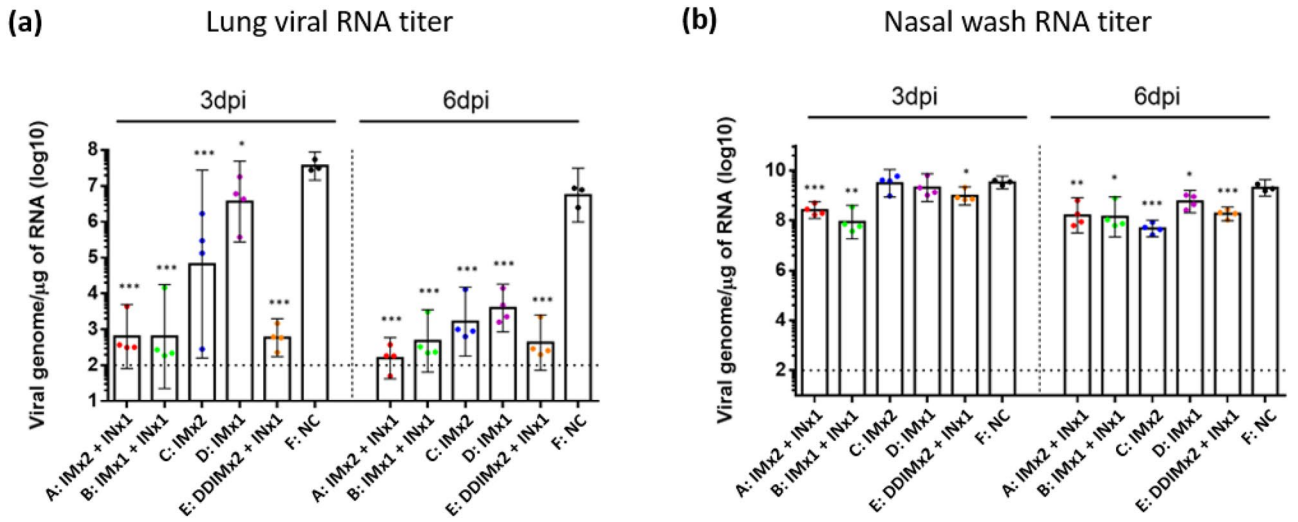 (a) Lung viral RNA titer
3dpi 6dpi
Viral genome/µg of RNA (log10)
8
7
6
5
4
3
2
1
*** *** *** * ***
*** *** *** *** ***
A: IMx2 + INx1
B: IMx1 + INx1
C: IMx2
D: IMx1
E: DDIMx2 + INx1
F: NC
A: IMx2 + INx1
B: IMx1 + INx1
C: IMx2
D: IMx1
E: DDIMx2 + INx1
F: NC
(b) Nasal wash RNA titer
3dpi 6dpi
Viral genome/µg of RNA (log10)
10
8
6
4
2
*** ** *
** * *** * ***
A: IMx2 + INx1
B: IMx1 + INx1
C: IMx2
D: IMx1
E: DDIMx2 + INx1
F: NC
A: IMx2 + INx1
B: IMx1 + INx1
C: IMx2
D: IMx1
E: DDIMx2 + INx1
F: NC